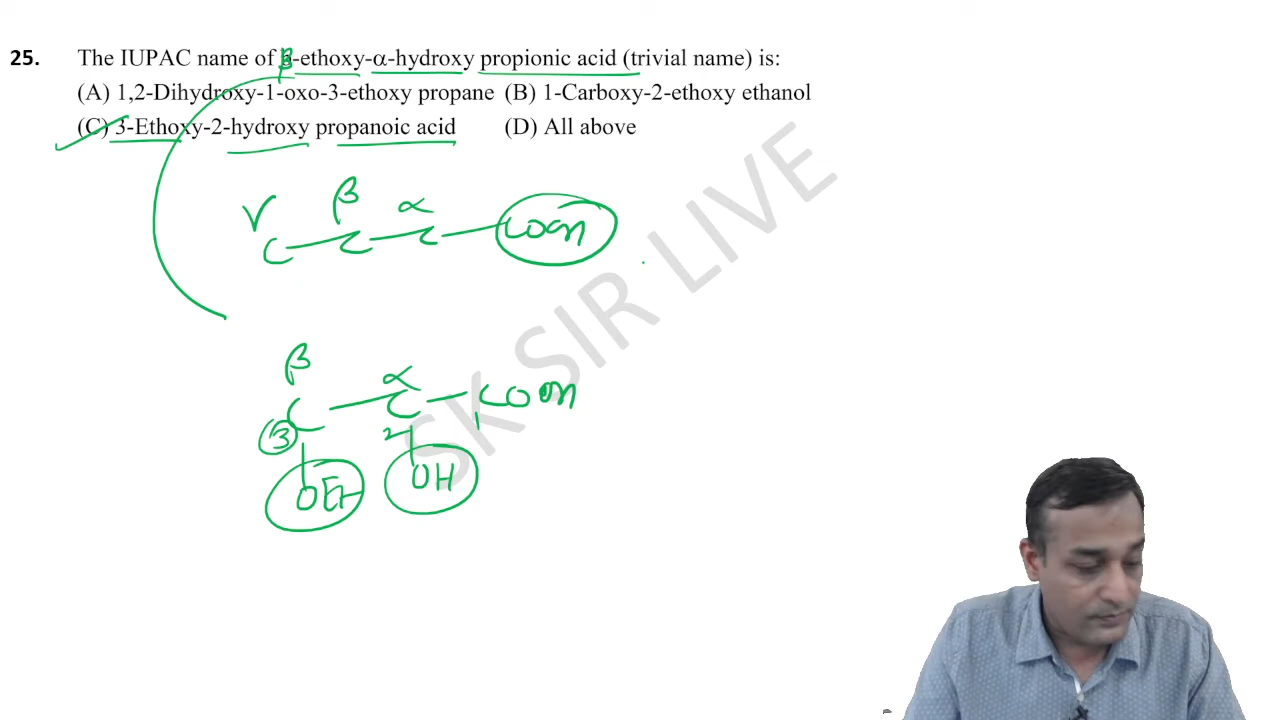 25. The IUPAC name of β-ethoxy-α-hydroxy propionic acid (trivial name) is:
(A) 1,2-Dihydroxy-1-oxo-3-ethoxy propane (B) 1-Carboxy-2-ethoxy ethanol
(C) 3-Ethoxy-2-hydroxy propanoic acid (D) All above
β α
C C C COOH
SK SIR LIVE
β α
C C COOH
3 2 1
OEt OH